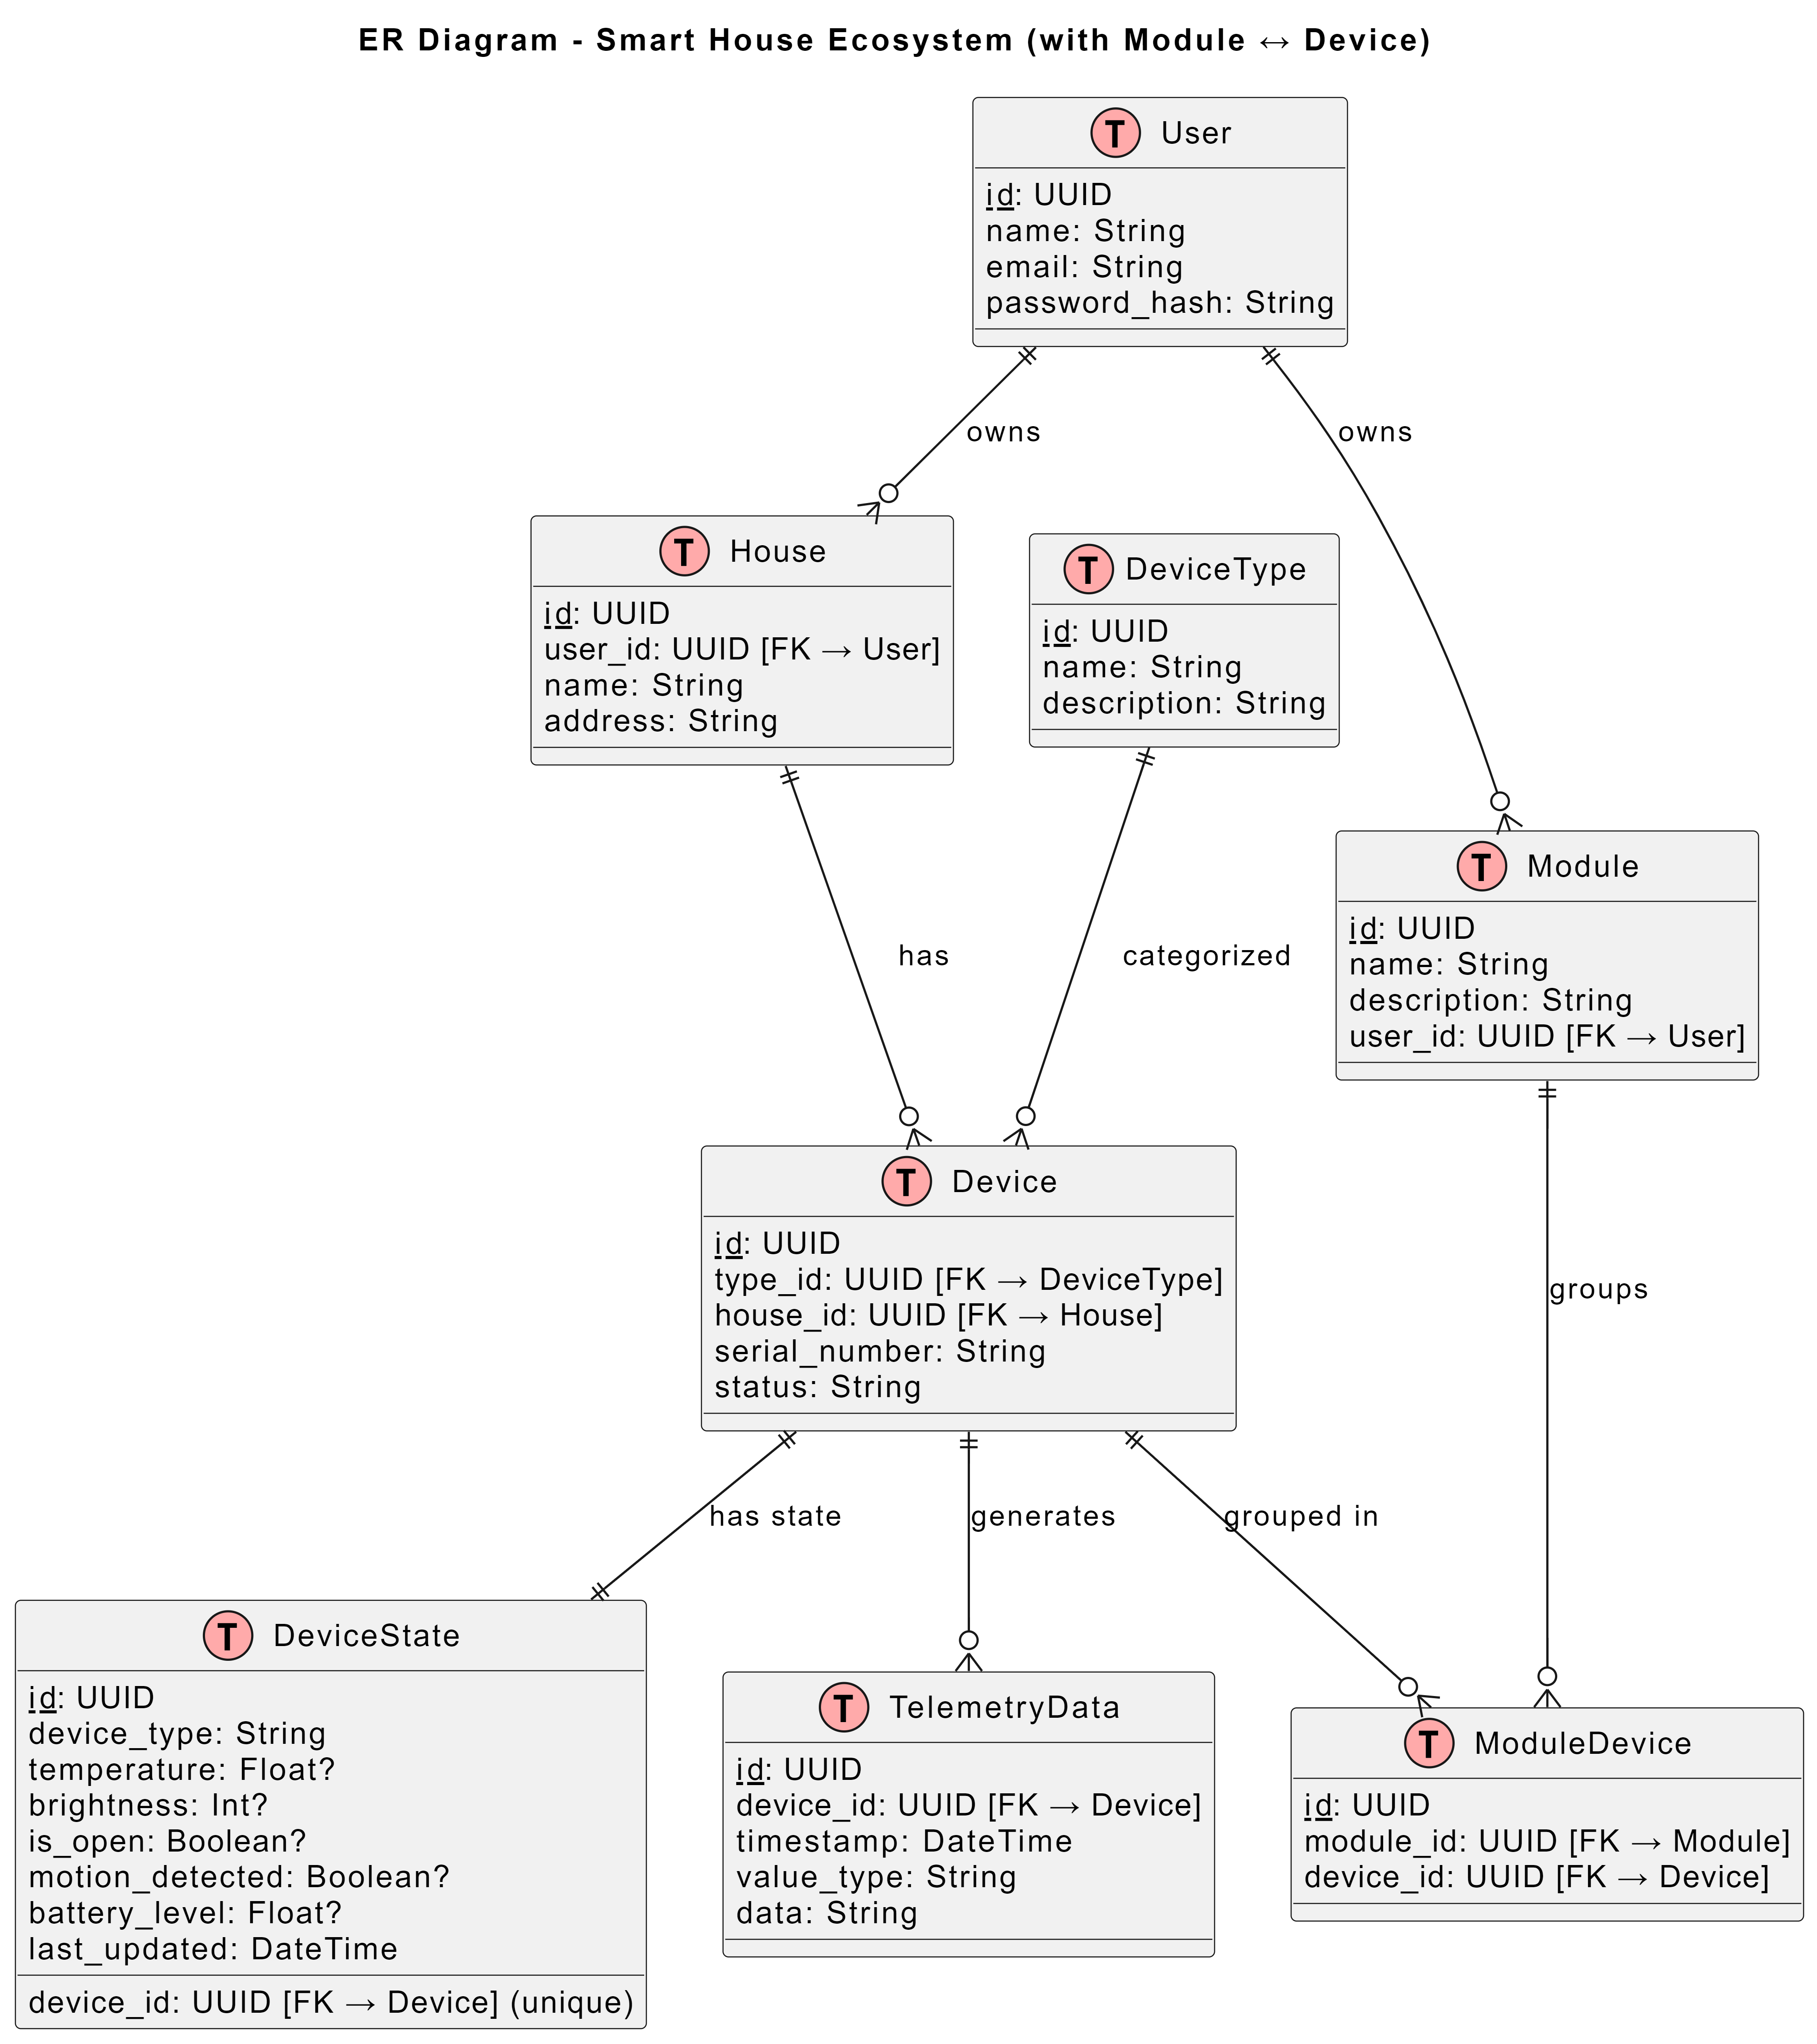 ER Diagram - Smart House Ecosystem (with Module ↔ Device)
T User
id: UUID
name: String
email: String
password_hash: String
owns
owns
T House
id: UUID
user_id: UUID [FK → User]
name: String
address: String
T DeviceType
id: UUID
name: String
description: String
T Module
id: UUID
name: String
description: String
user_id: UUID [FK → User]
has
categorized
T Device
id: UUID
type_id: UUID [FK → DeviceType]
house_id: UUID [FK → House]
serial_number: String
status: String
groups
has state
generates
grouped in
T DeviceState
id: UUID
device_type: String
temperature: Float?
brightness: Int?
is_open: Boolean?
motion_detected: Boolean?
battery_level: Float?
last_updated: DateTime
device_id: UUID [FK → Device] (unique)
T TelemetryData
id: UUID
device_id: UUID [FK → Device]
timestamp: DateTime
value_type: String
data: String
T ModuleDevice
id: UUID
module_id: UUID [FK → Module]
device_id: UUID [FK → Device]